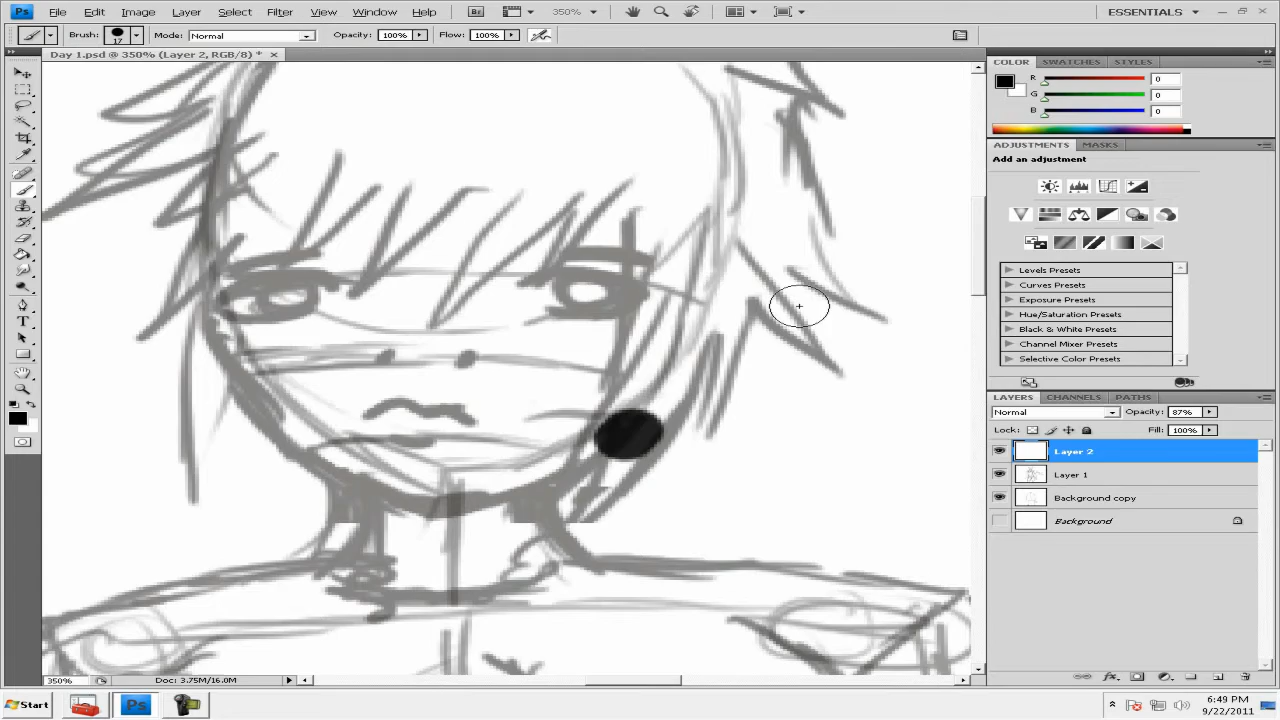 Ps File Edit Image Layer Select Filter View Window Help Br 350% ESSENTIALS
Brush: 17 Mode: Normal Opacity: 100% Flow: 100%
Day 1.psd @ 350% (Layer 2, RGB/8) *
COLOR SWATCHES STYLES
R 0
G 0
B 0
ADJUSTMENTS MASKS
Add an adjustment
Levels Presets
Curves Presets
Exposure Presets
Hue/Saturation Presets
Black & White Presets
Channel Mixer Presets
Selective Color Presets
LAYERS CHANNELS PATHS
Normal Opacity: 87%
Lock: Fill: 100%
Layer 2
Layer 1
Background copy
Background
350% Doc: 3.75M/16.0M
Start Ps 6:49 PM
9/22/2011